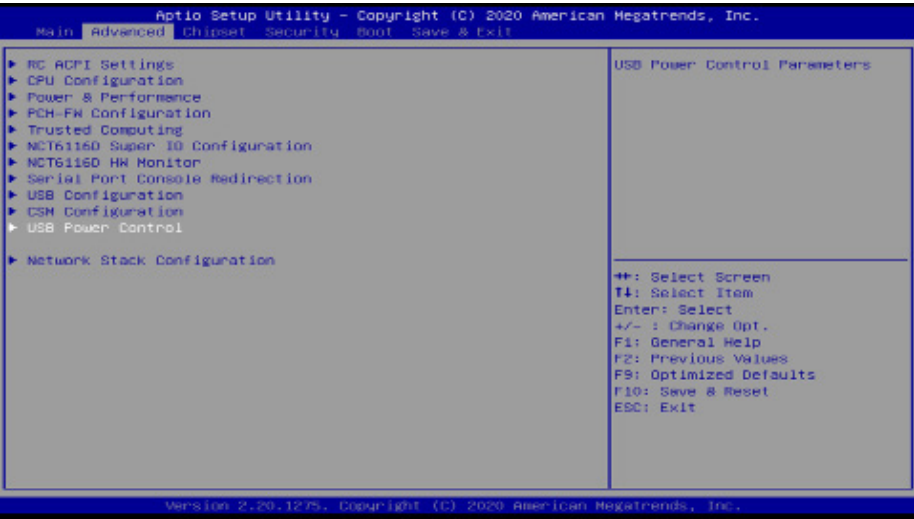 Aptio Setup Utility – Copyright (C) 2020 American Megatrends, Inc.
Main Advanced Chipset Security Boot Save & Exit
► RC ACPI Settings
► CPU Configuration
► Power & Performance
► PCH-FW Configuration
► Trusted Computing
► NCT6116D Super IO Configuration
► NCT6116D HW Monitor
► Serial Port Console Redirection
► USB Configuration
► CSM Configuration
► USB Power Control
► Network Stack Configuration
USB Power Control Parameters
→←: Select Screen
↑↓: Select Item
Enter: Select
+/- : Change Opt.
F1: General Help
F2: Previous Values
F9: Optimized Defaults
F10: Save & Reset
ESC: Exit
Version 2.20.1275. Copyright (C) 2020 American Megatrends, Inc.